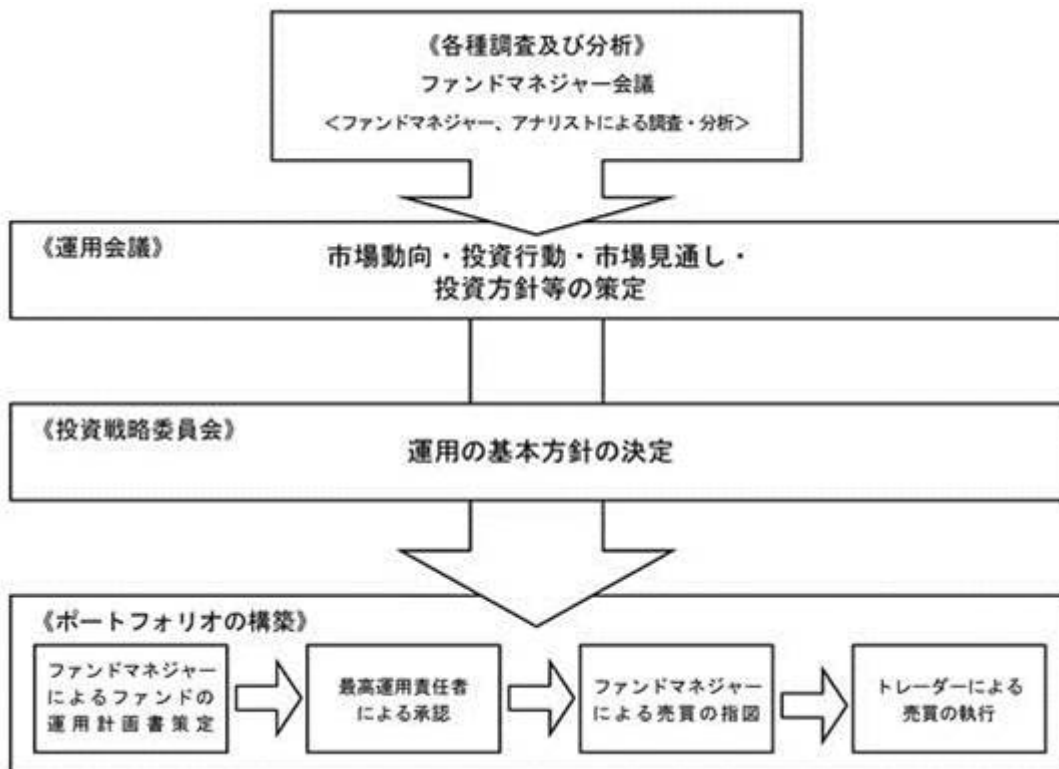 《各種調査及び分析》
ファンドマネジャー会議
＜ファンドマネジャー、アナリストによる調査・分析＞
《運用会議》
市場動向・投資行動・市場見通し・
投資方針等の策定
《投資戦略委員会》
運用の基本方針の決定
《ポートフォリオの構築》
ファンドマネジャー
によるファンドの
運用計画書策定
最高運用責任者
による承認
ファンドマネジャー
による売買の指図
トレーダーによる
売買の執行